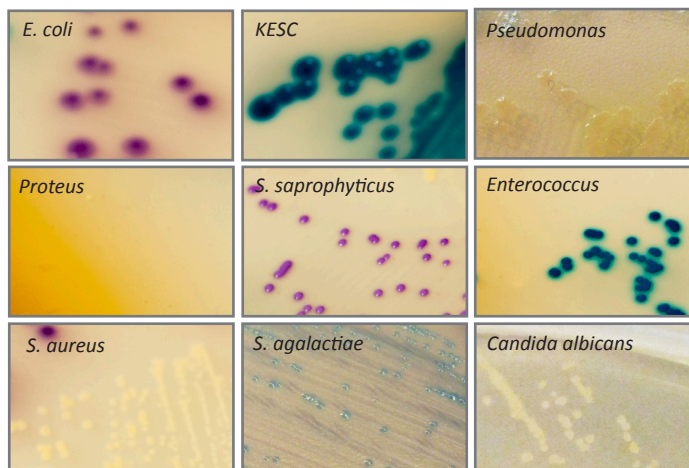 E. coli
KESC
Pseudomonas
Proteus
S. saprophyticus
Enterococcus
S. aureus
S. agalactiae
Candida albicans